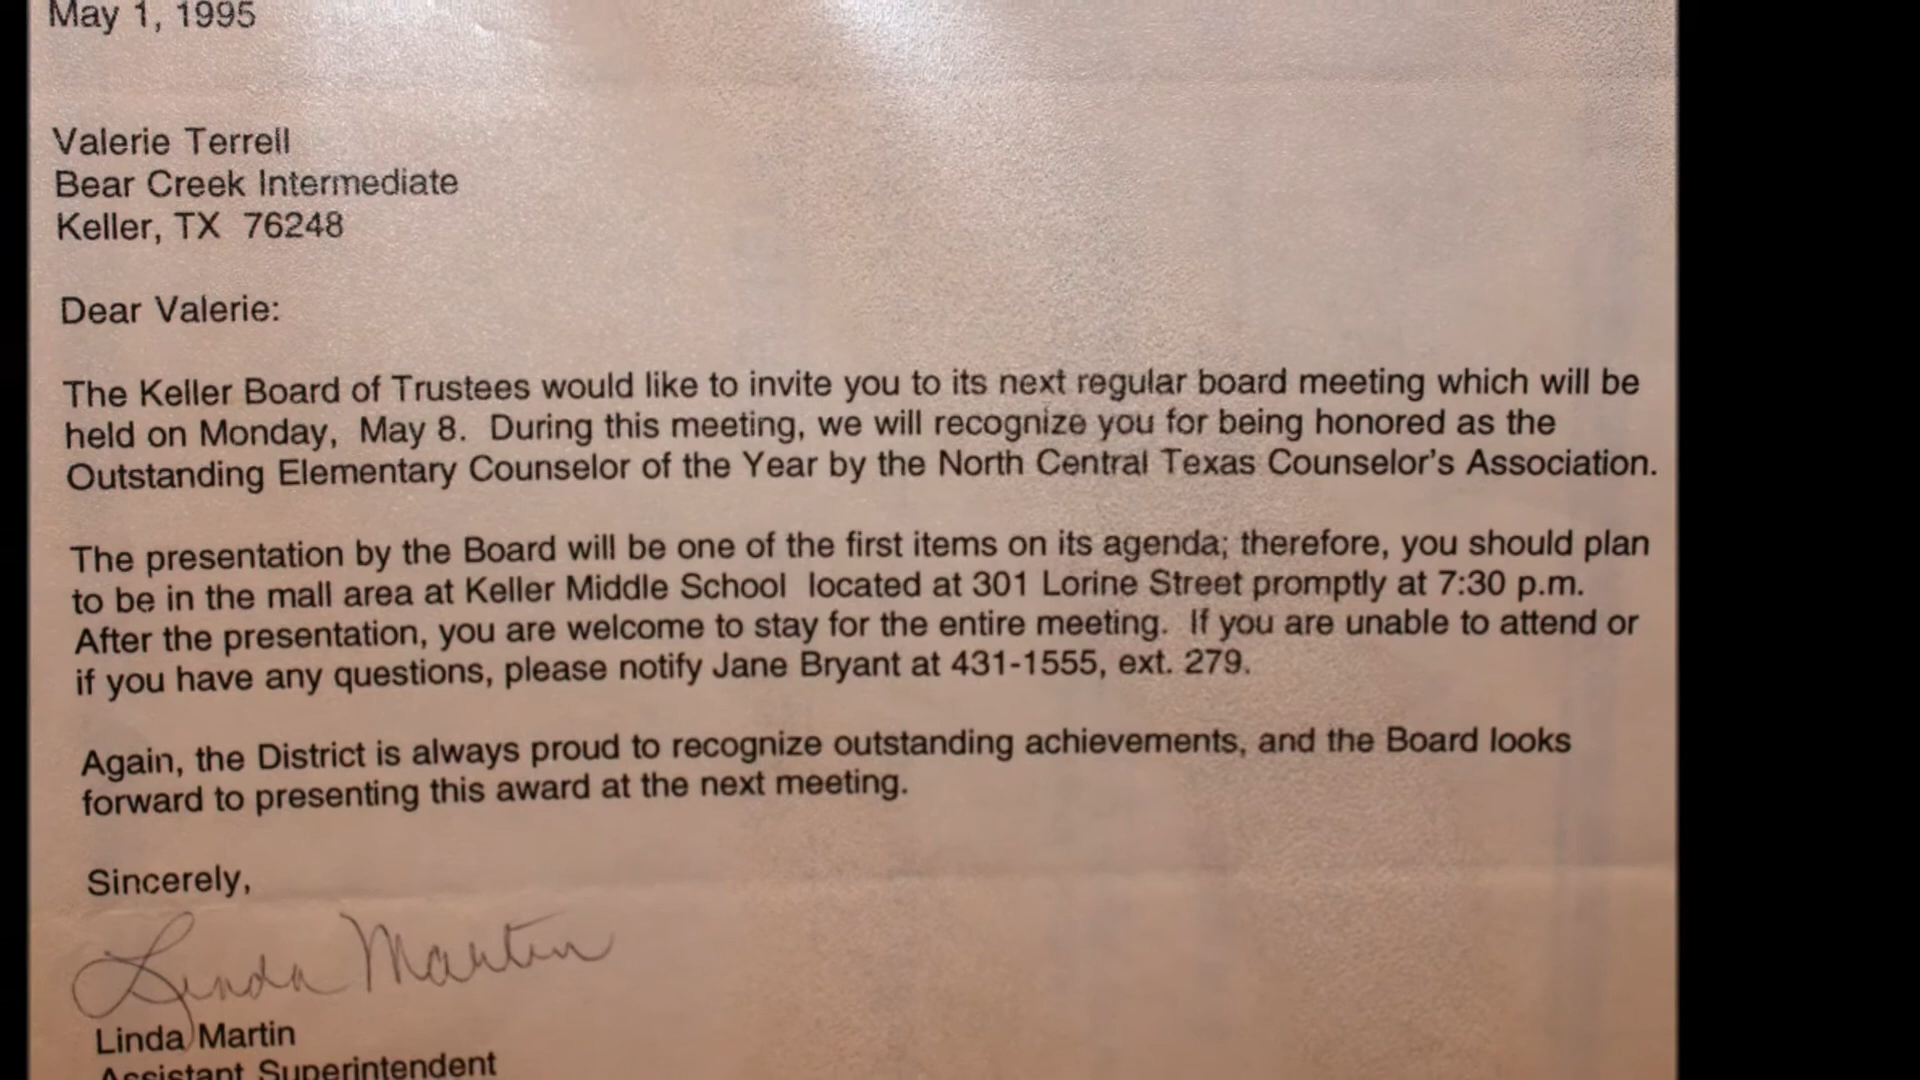 May 1, 1995
Valerie Terrell
Bear Creek Intermediate
Keller, TX  76248
Dear Valerie:
The Keller Board of Trustees would like to invite you to its next regular board meeting which will be
held on Monday,  May 8.  During this meeting, we will recognize you for being honored as the
Outstanding Elementary Counselor of the Year by the North Central Texas Counselor's Association.
The presentation by the Board will be one of the first items on its agenda; therefore, you should plan
to be in the mall area at Keller Middle School  located at 301 Lorine Street promptly at 7:30 p.m.
After the presentation, you are welcome to stay for the entire meeting.  If you are unable to attend or
if you have any questions, please notify Jane Bryant at 431-1555, ext. 279.
Again, the District is always proud to recognize outstanding achievements, and the Board looks
forward to presenting this award at the next meeting.
Sincerely,
Linda Martin
Linda Martin
Assistant Superintendent